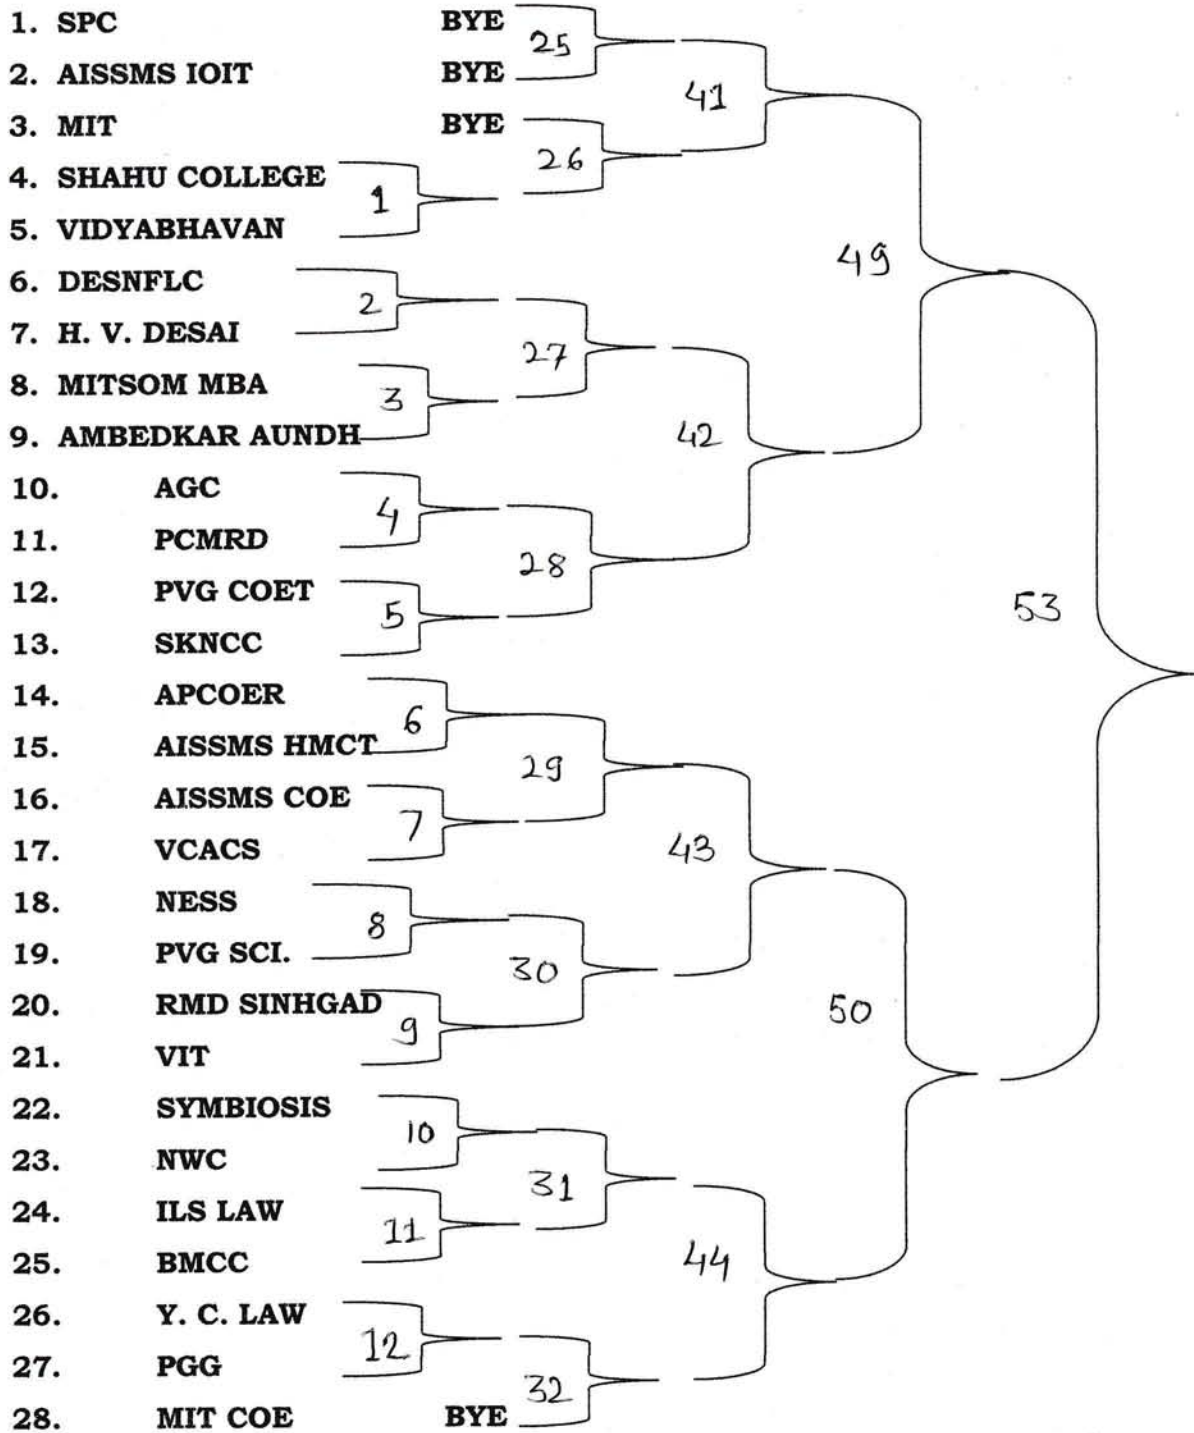 1. SPC BYE
25
2. AISSMS IOIT BYE
41
3. MIT BYE
26
4. SHAHU COLLEGE
1
5. VIDYABHAVAN
49
6. DESNFLC
2
7. H. V. DESAI
27
8. MITSOM MBA
3
9. AMBEDKAR AUNDH
42
10. AGC
4
11. PCMRD
28
12. PVG COET
5
53
13. SKNCC
14. APCOER
6
15. AISSMS HMCT
29
16. AISSMS COE
7
17. VCACS
43
18. NESS
8
19. PVG SCI.
30
20. RMD SINHGAD
50
9
21. VIT
22. SYMBIOSIS
10
23. NWC
31
24. ILS LAW
11
25. BMCC
44
26. Y. C. LAW
12
27. PGG
32
28. MIT COE BYE